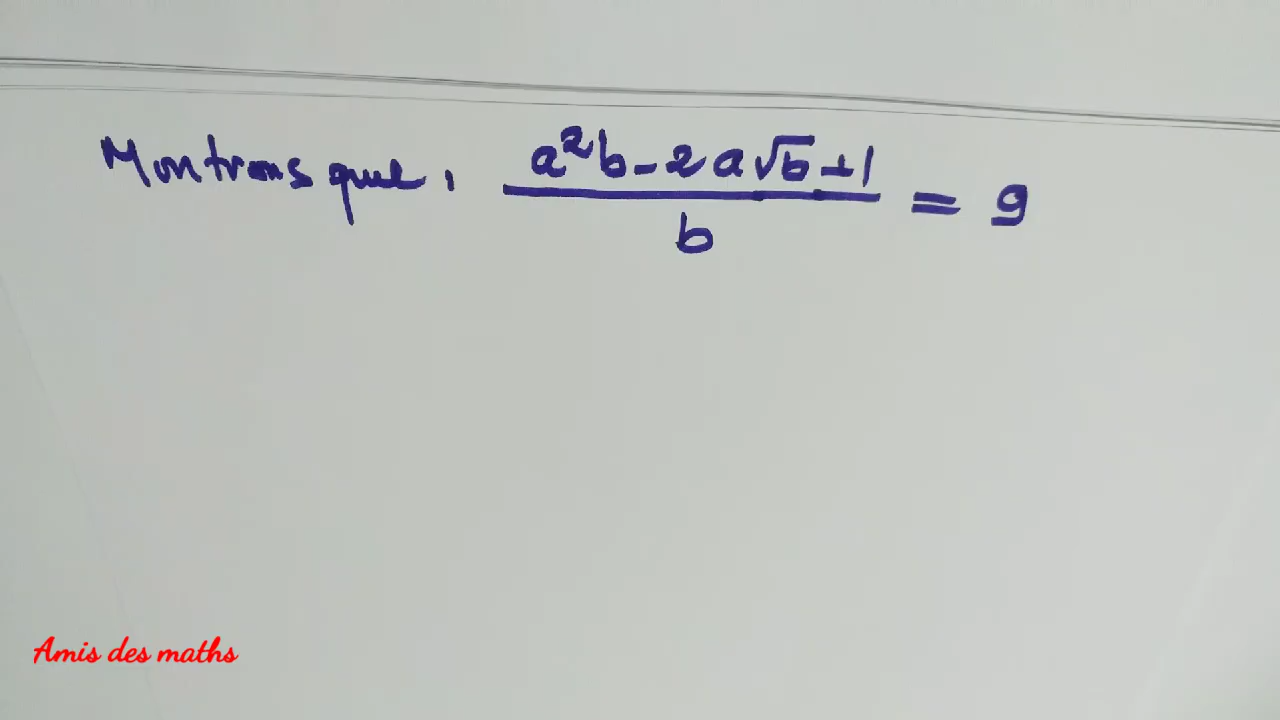 Montrons que : a²b - 2a√b + 1 / b = 9
Amis des maths